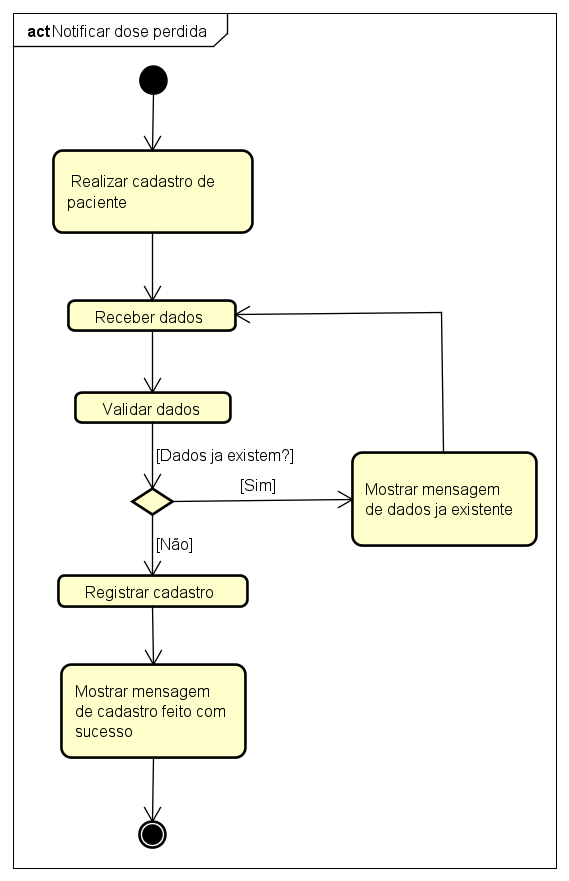 act Notificar dose perdida
Realizar cadastro de
paciente
Receber dados
Validar dados
[Dados ja existem?]
[Sim]
Mostrar mensagem
de dados ja existente
[Não]
Registrar cadastro
Mostrar mensagem
de cadastro feito com
sucesso